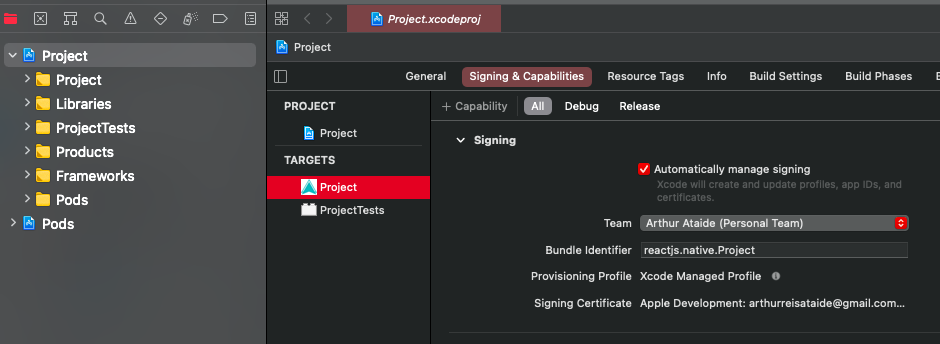 Project.xcodeproj
Project
Project
Project
Libraries
ProjectTests
Products
Frameworks
Pods
Pods
General Signing & Capabilities Resource Tags Info Build Settings Build Phases
PROJECT
Project
TARGETS
Project
ProjectTests
+ Capability All Debug Release
Signing
Automatically manage signing
Xcode will create and update profiles, app IDs, and
certificates.
Team Arthur Ataide (Personal Team)
Bundle Identifier reactjs.native.Project
Provisioning Profile Xcode Managed Profile
Signing Certificate Apple Development: arthurreisataide@gmail.com...